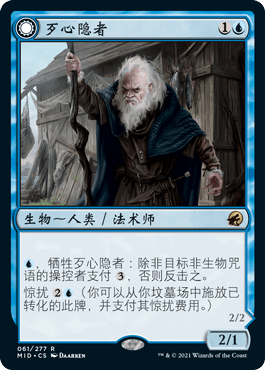 歹心隐者 1
生物～人类／法术师
，牺牲歹心隐者：除非目标非生物咒
语的操控者支付 3，否则反击之。
惊扰 2 （你可以从你坟墓场中施放已
转化的此牌，并支付其惊扰费用。）
2/2
2/1
061/277 R
MID • CS DAARKEN
™ & © 2021 Wizards of the Coast